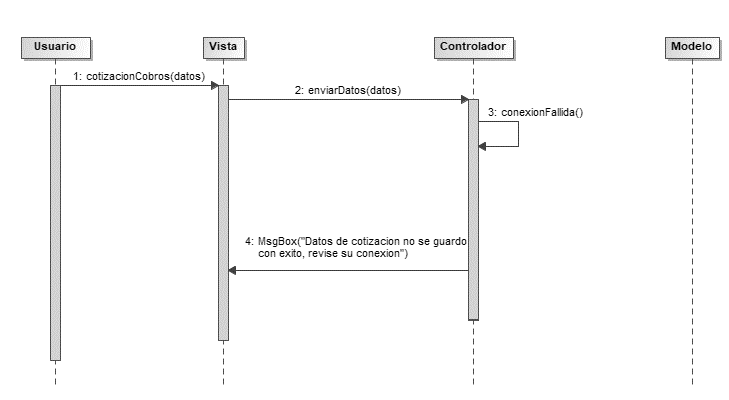 Usuario
Vista
Controlador
Modelo
1: cotizacionCobros(datos)
2: enviarDatos(datos)
3: conexionFallida()
4: MsgBox("Datos de cotizacion no se guardo
con exito, revise su conexion")